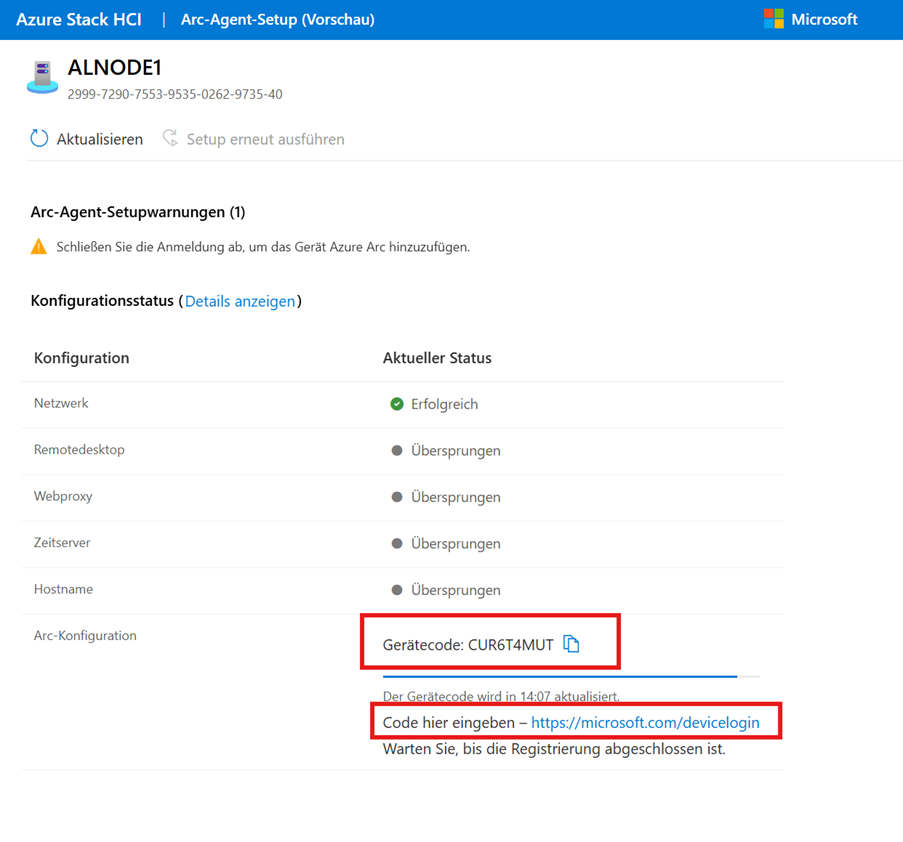 Azure Stack HCI | Arc-Agent-Setup (Vorschau) Microsoft
ALNODE1
2999-7290-7553-9535-0262-9735-40
Aktualisieren Setup erneut ausführen
Arc-Agent-Setupwarnungen (1)
Schließen Sie die Anmeldung ab, um das Gerät Azure Arc hinzuzufügen.
Konfigurationsstatus (Details anzeigen)
Konfiguration Aktueller Status
Netzwerk Erfolgreich
Remotedesktop Übersprungen
Webproxy Übersprungen
Zeitserver Übersprungen
Hostname Übersprungen
Arc-Konfiguration
Gerätecode: CUR6T4MUT
Der Gerätecode wird in 14:07 aktualisiert.
Code hier eingeben – https://microsoft.com/devicelogin
Warten Sie, bis die Registrierung abgeschlossen ist.